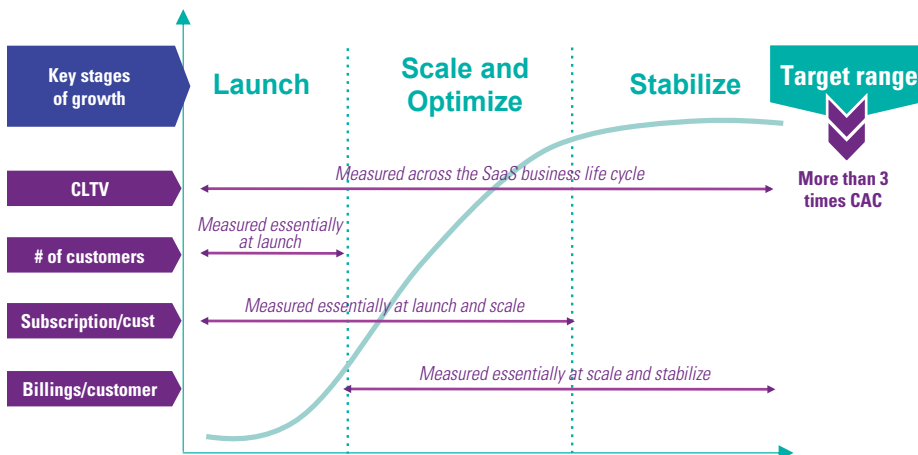 Key stages
of growth
Launch
Scale and
Optimize
Stabilize
Target range
More than 3
times CAC
CLTV
Measured across the SaaS business life cycle
# of customers
Measured essentially
at launch
Subscription/cust
Measured essentially at launch and scale
Billings/customer
Measured essentially at scale and stabilize